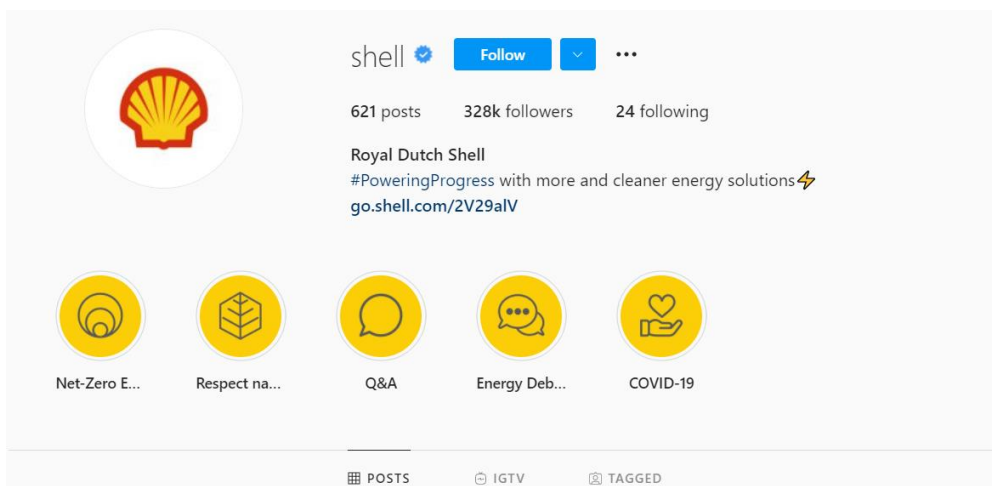 shell Follow
621 posts 328k followers 24 following
Royal Dutch Shell
#PoweringProgress with more and cleaner energy solutions⚡
go.shell.com/2V29alV
Net-Zero E... Respect na... Q&A Energy Deb... COVID-19
POSTS IGTV TAGGED